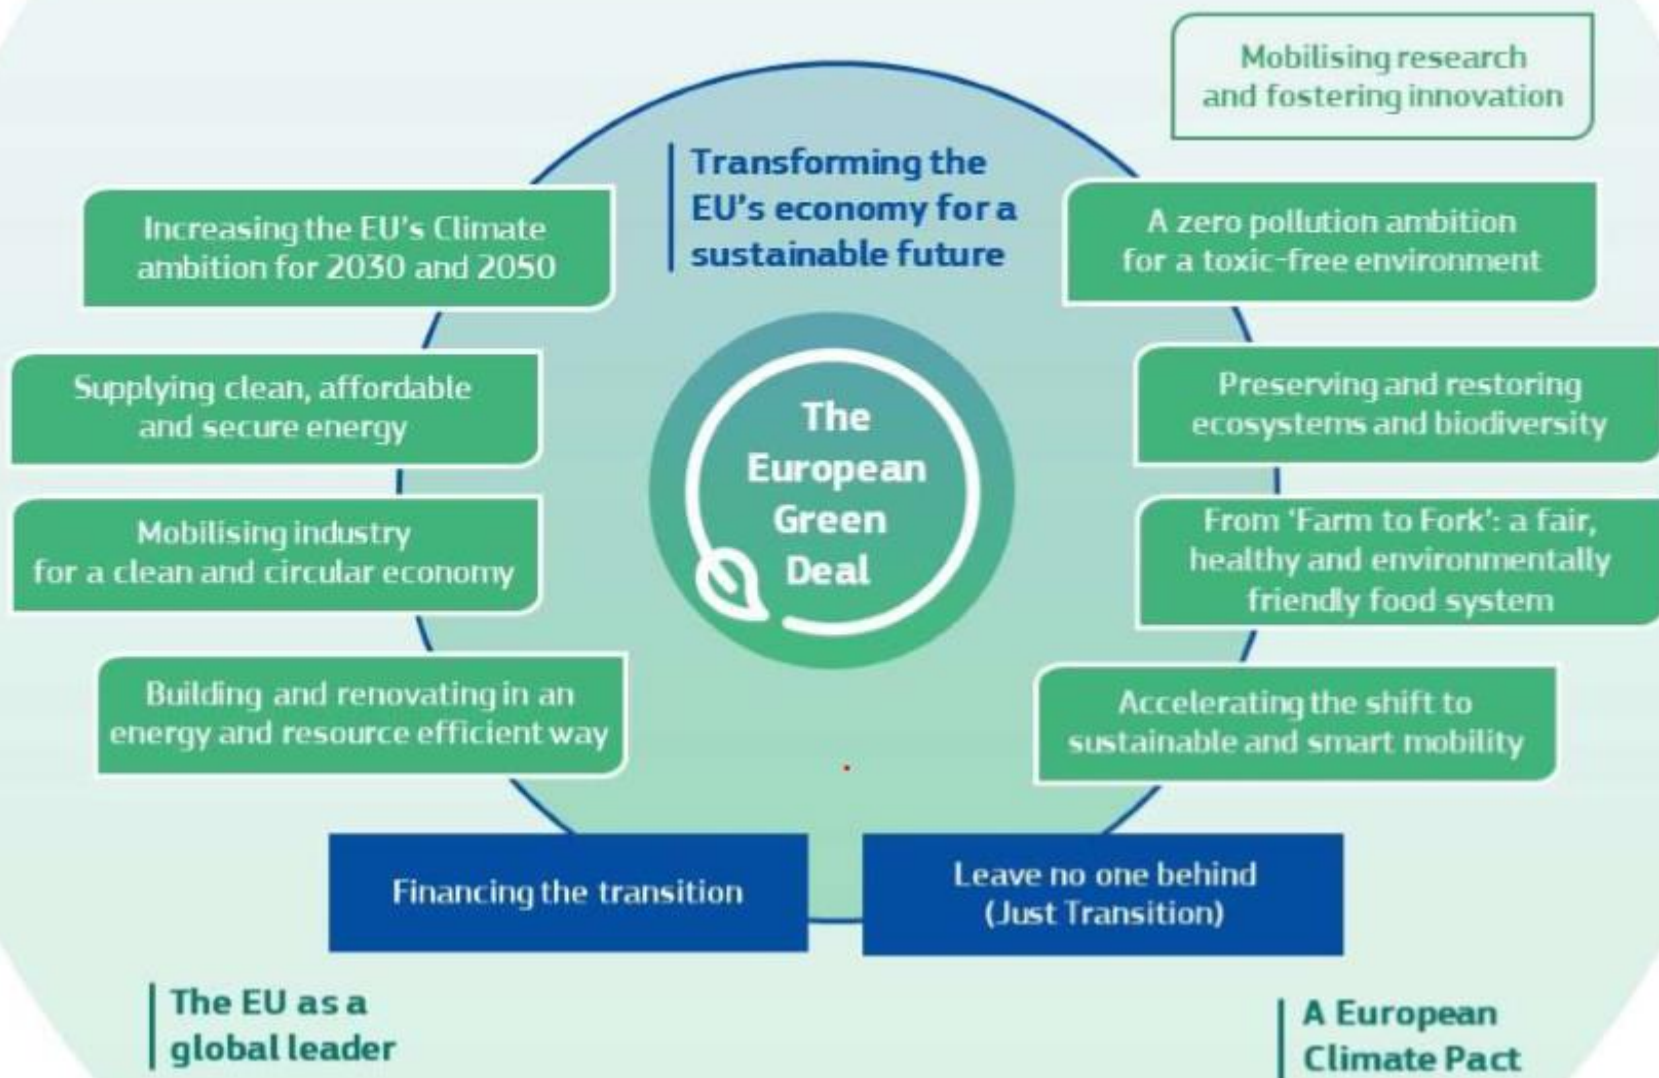 Mobilising research
and fostering innovation
Transforming the
EU's economy for a
sustainable future
Increasing the EU's Climate
ambition for 2030 and 2050
A zero pollution ambition
for a toxic-free environment
Supplying clean, affordable
and secure energy
Preserving and restoring
ecosystems and biodiversity
The
European
Green
Deal
Mobilising industry
for a clean and circular economy
From ‘Farm to Fork’: a fair,
healthy and environmentally
friendly food system
Building and renovating in an
energy and resource efficient way
Accelerating the shift to
sustainable and smart mobility
Financing the transition
Leave no one behind
(Just Transition)
The EU as a
global leader
A European
Climate Pact